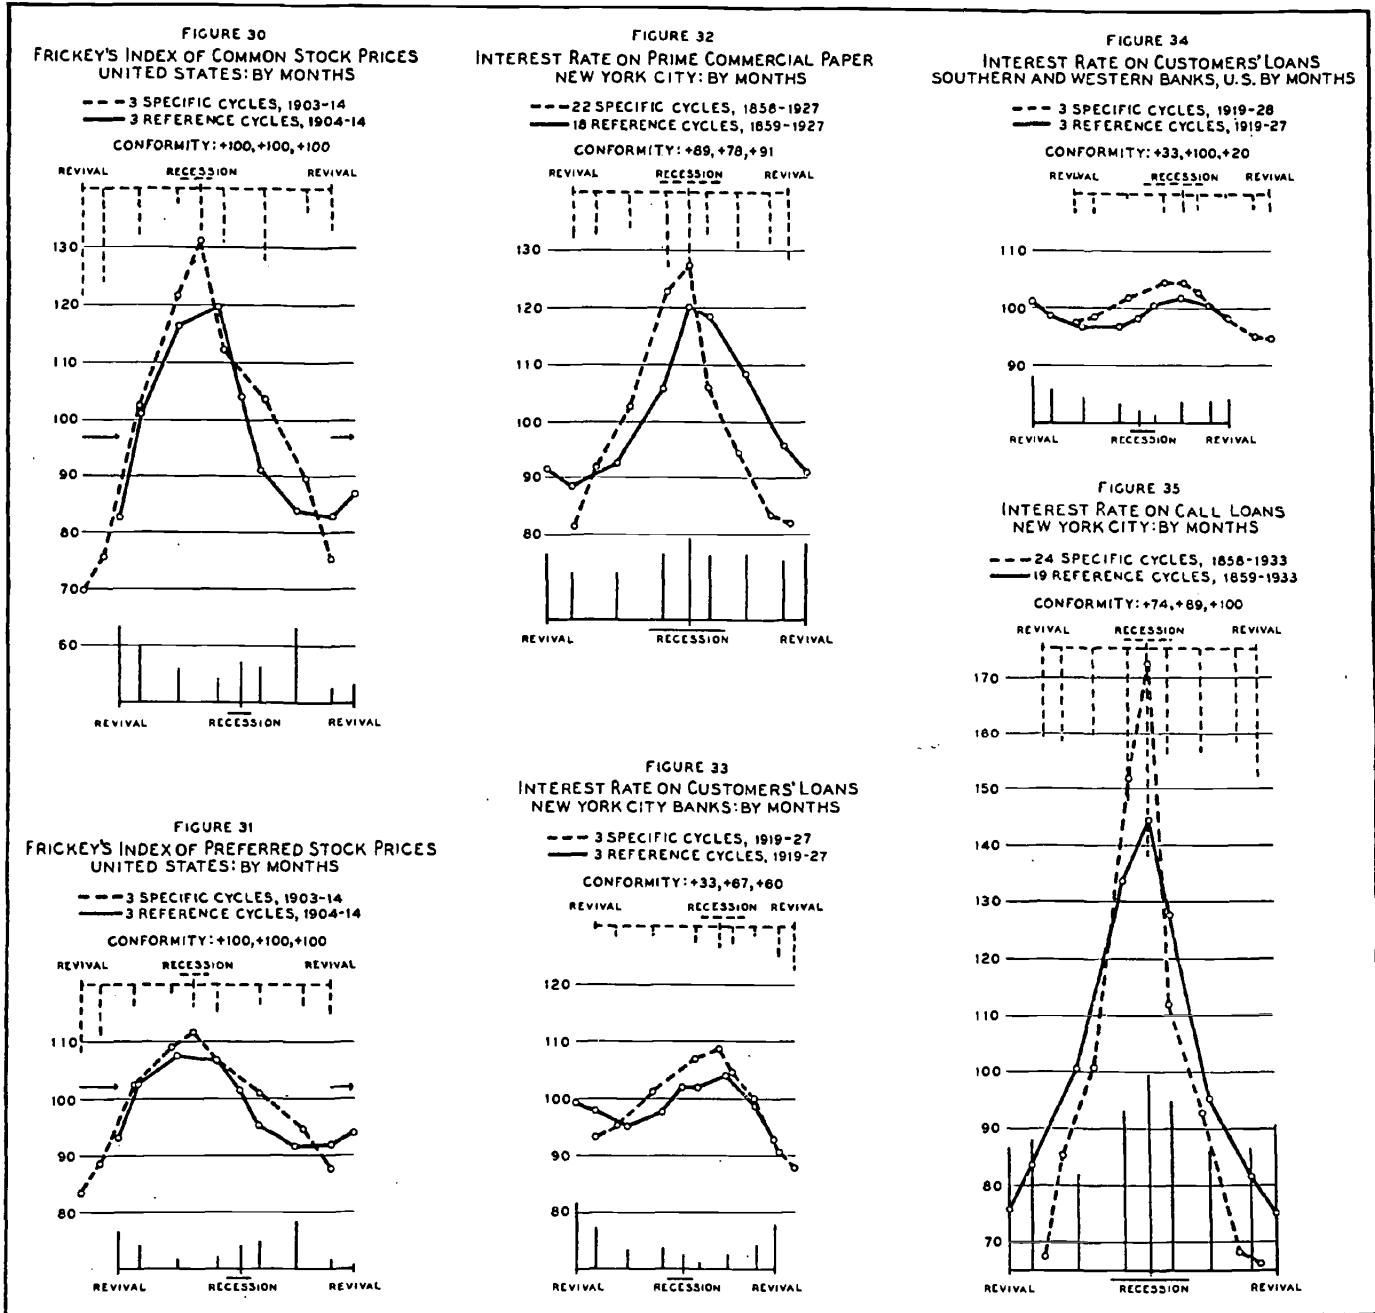 FIGURE 30
FRICKEY'S INDEX OF COMMON STOCK PRICES
UNITED STATES: BY MONTHS
3 SPECIFIC CYCLES, 1903-14
3 REFERENCE CYCLES, 1904-14
CONFORMITY: +100, +100, +100
REVIVAL RECESSION REVIVAL
130
120
110
100
90
80
70
60
REVIVAL RECESSION REVIVAL
FIGURE 31
FRICKEY'S INDEX OF PREFERRED STOCK PRICES
UNITED STATES: BY MONTHS
3 SPECIFIC CYCLES, 1903-14
3 REFERENCE CYCLES, 1904-14
CONFORMITY: +100, +100, +100
REVIVAL RECESSION REVIVAL
110
100
90
80
REVIVAL RECESSION REVIVAL
FIGURE 32
INTEREST RATE ON PRIME COMMERCIAL PAPER
NEW YORK CITY: BY MONTHS
22 SPECIFIC CYCLES, 1858-1927
18 REFERENCE CYCLES, 1859-1927
CONFORMITY: +89, +78, +91
REVIVAL RECESSION REVIVAL
130
120
110
100
90
80
REVIVAL RECESSION REVIVAL
FIGURE 33
INTEREST RATE ON CUSTOMERS' LOANS
NEW YORK CITY BANKS: BY MONTHS
3 SPECIFIC CYCLES, 1919-27
3 REFERENCE CYCLES, 1919-27
CONFORMITY: +33, +67, +60
REVIVAL RECESSION REVIVAL
120
110
100
90
80
REVIVAL RECESSION REVIVAL
FIGURE 34
INTEREST RATE ON CUSTOMERS' LOANS
SOUTHERN AND WESTERN BANKS, U.S. BY MONTHS
3 SPECIFIC CYCLES, 1919-28
3 REFERENCE CYCLES, 1919-27
CONFORMITY: +33, +100, +20
REVIVAL RECESSION REVIVAL
110
100
90
REVIVAL RECESSION REVIVAL
FIGURE 35
INTEREST RATE ON CALL LOANS
NEW YORK CITY: BY MONTHS
24 SPECIFIC CYCLES, 1858-1933
19 REFERENCE CYCLES, 1859-1933
CONFORMITY: +74, +89, +100
REVIVAL RECESSION REVIVAL
170
160
150
140
130
120
110
100
90
80
70
REVIVAL RECESSION REVIVAL